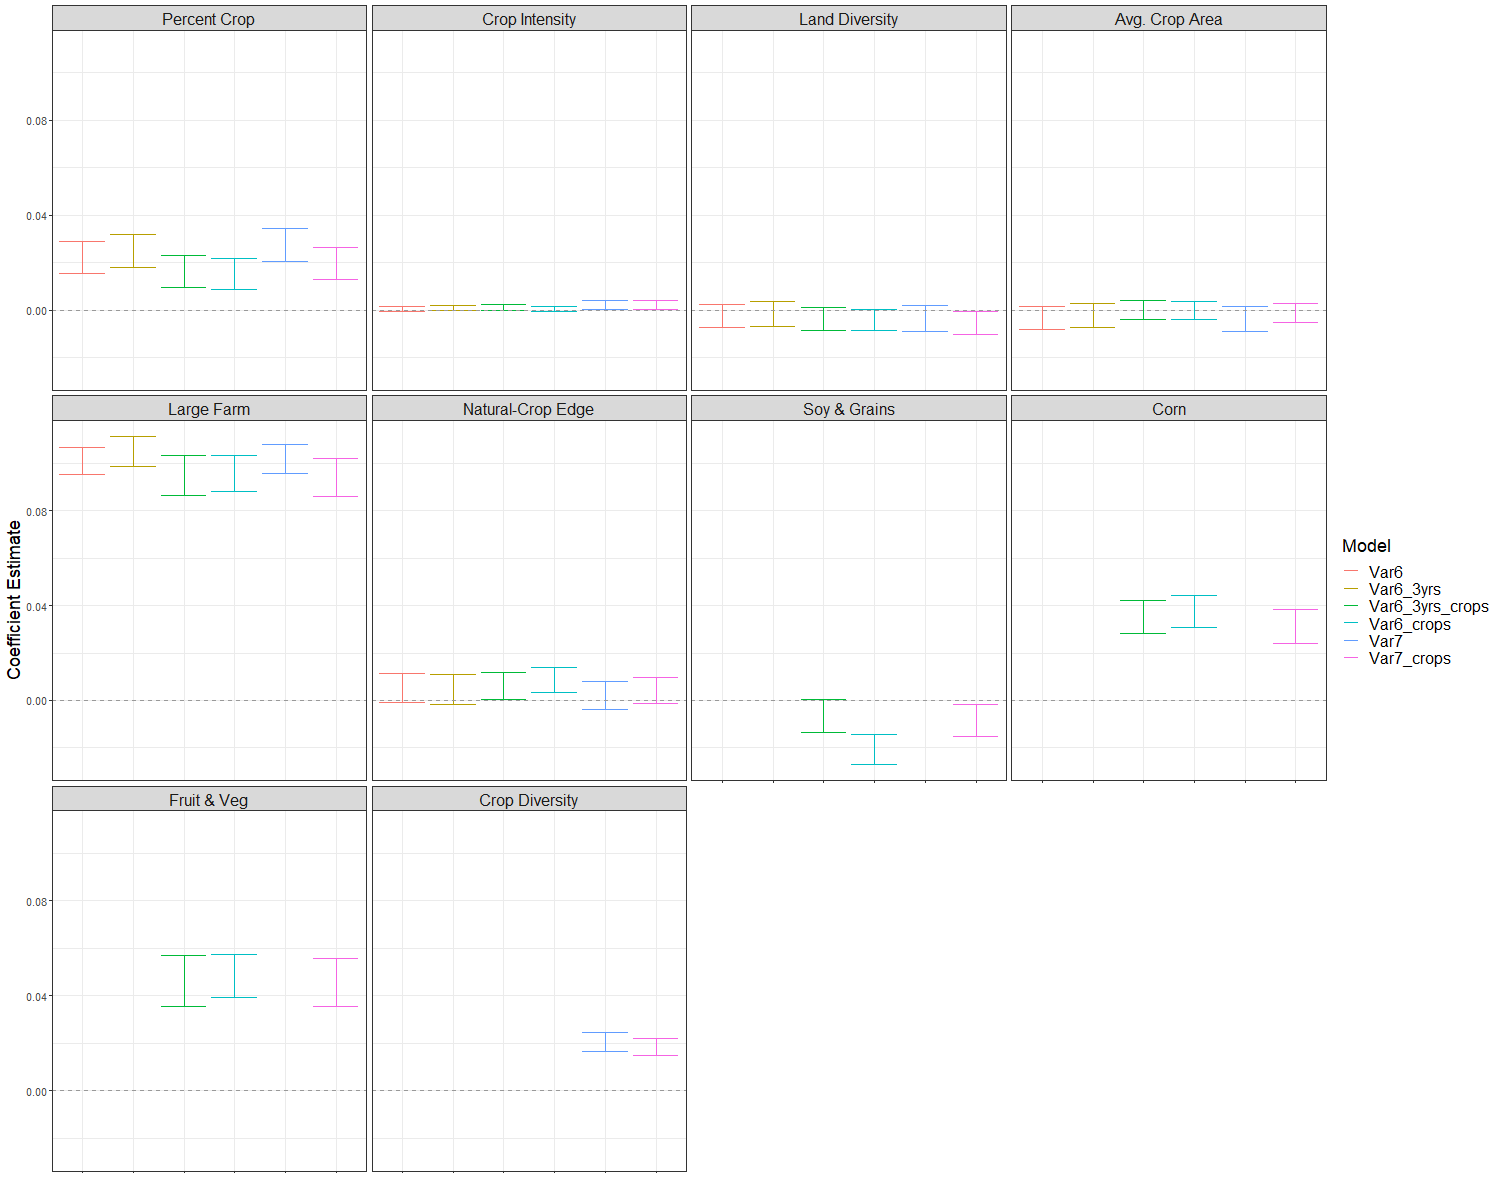 Percent Crop
Crop Intensity
Land Diversity
Avg. Crop Area
0.08
0.04
0.00
Large Farm
Natural-Crop Edge
Soy & Grains
Corn
0.08
0.04
0.00
Coefficient Estimate
Model
Var6
Var6_3yrs
Var6_3yrs_crops
Var6_crops
Var7
Var7_crops
Fruit & Veg
Crop Diversity
0.08
0.04
0.00